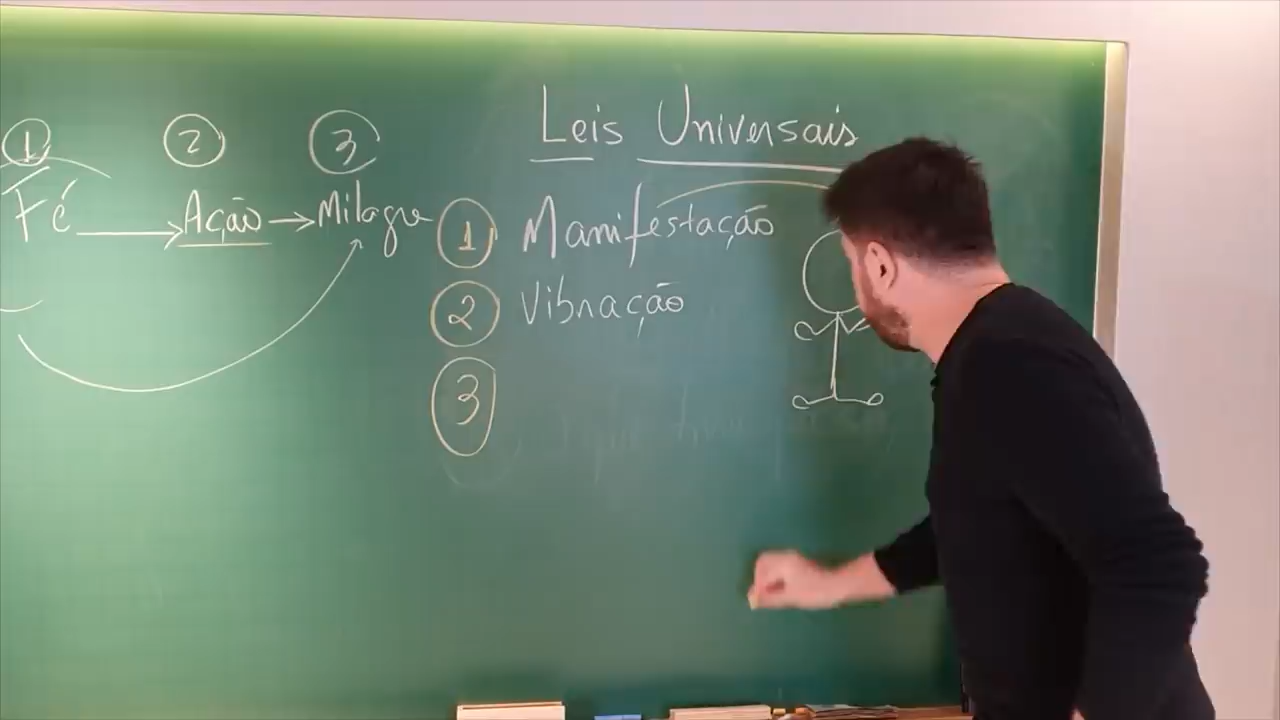 ① ② ③
Fé → Ação → Milagre
Leis Universais
① Manifestação
② Vibração
③